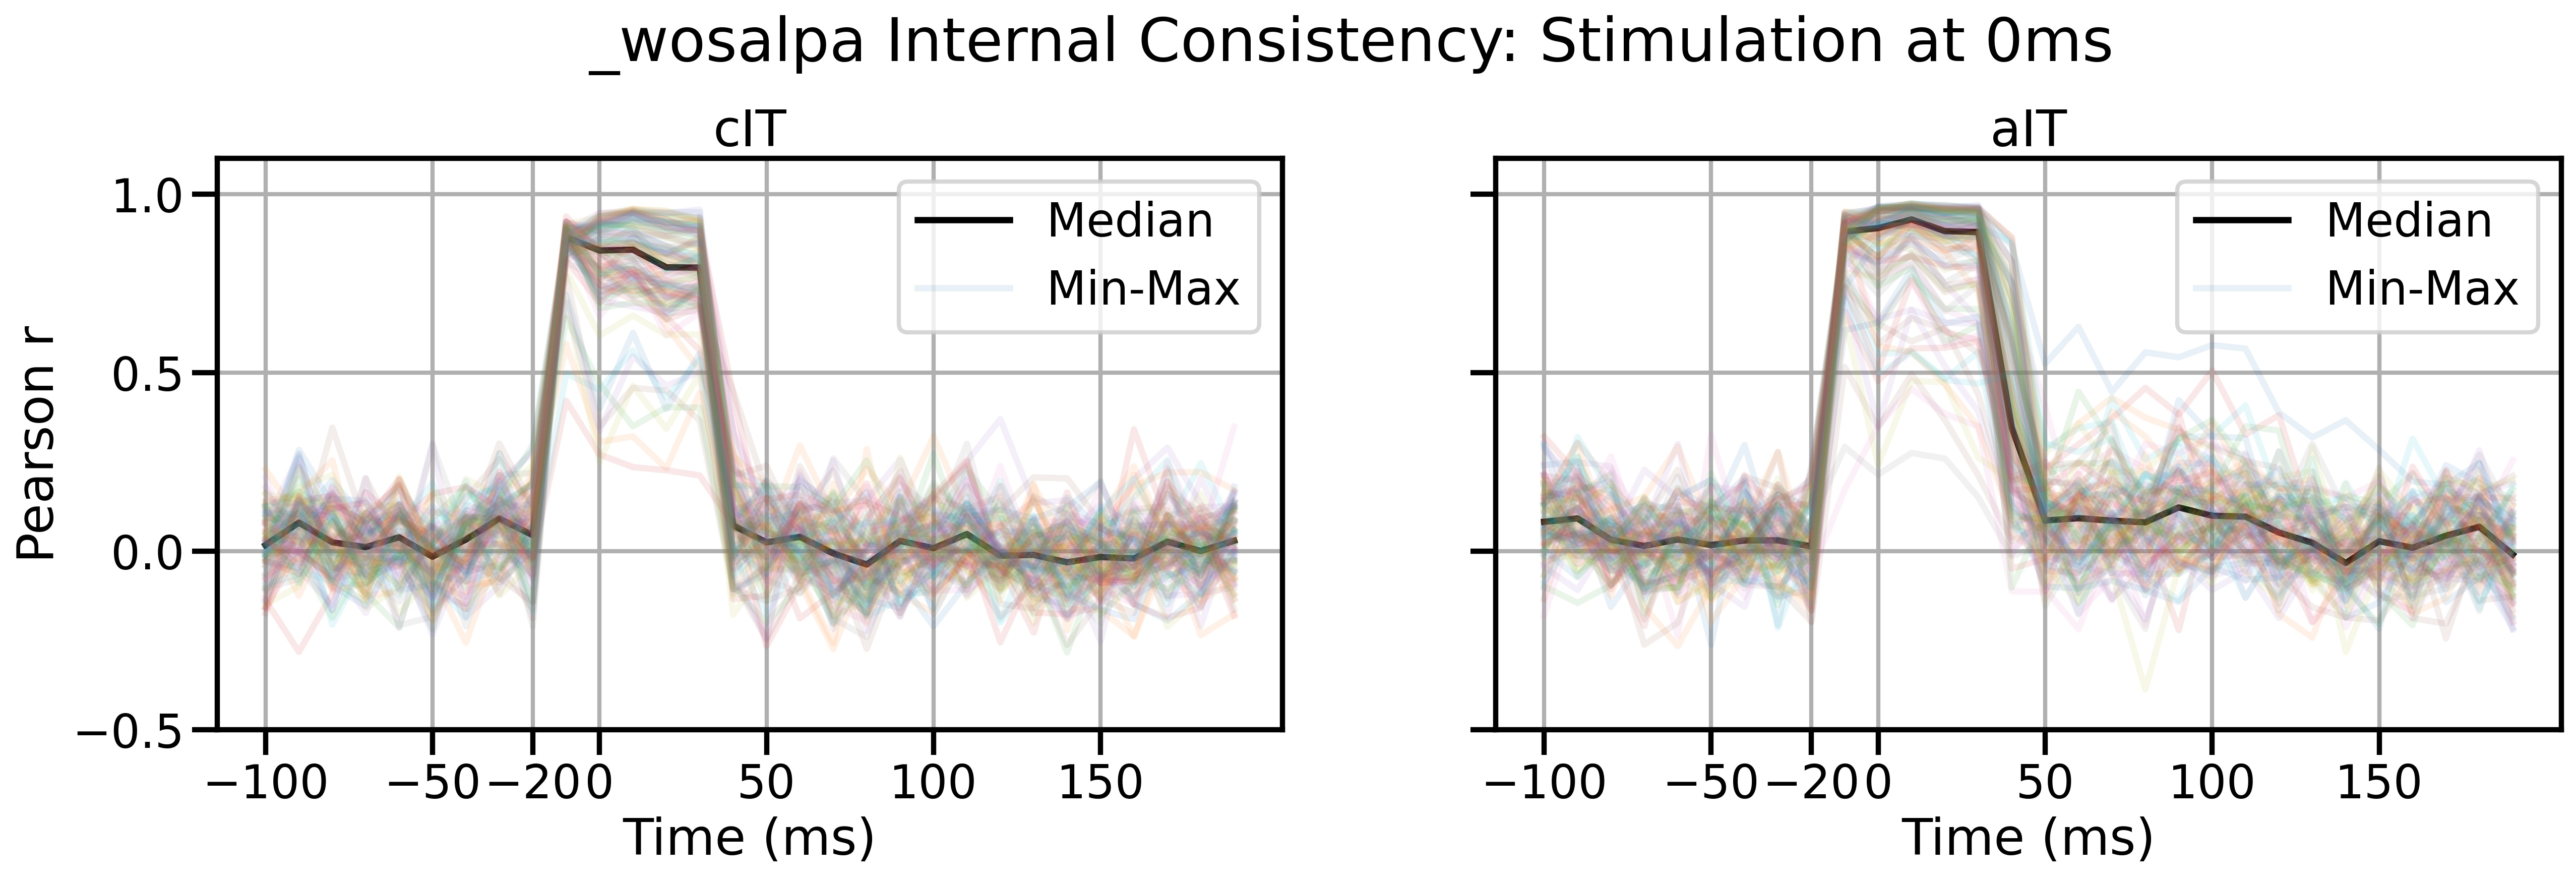 _wosalpa Internal Consistency: Stimulation at 0ms
cIT
Pearson r
1.0
0.5
0.0
−0.5
Median
Min-Max
−100 −50 −20 0 50 100 150
Time (ms)
aIT
Median
Min-Max
−100 −50 −20 0 50 100 150
Time (ms)